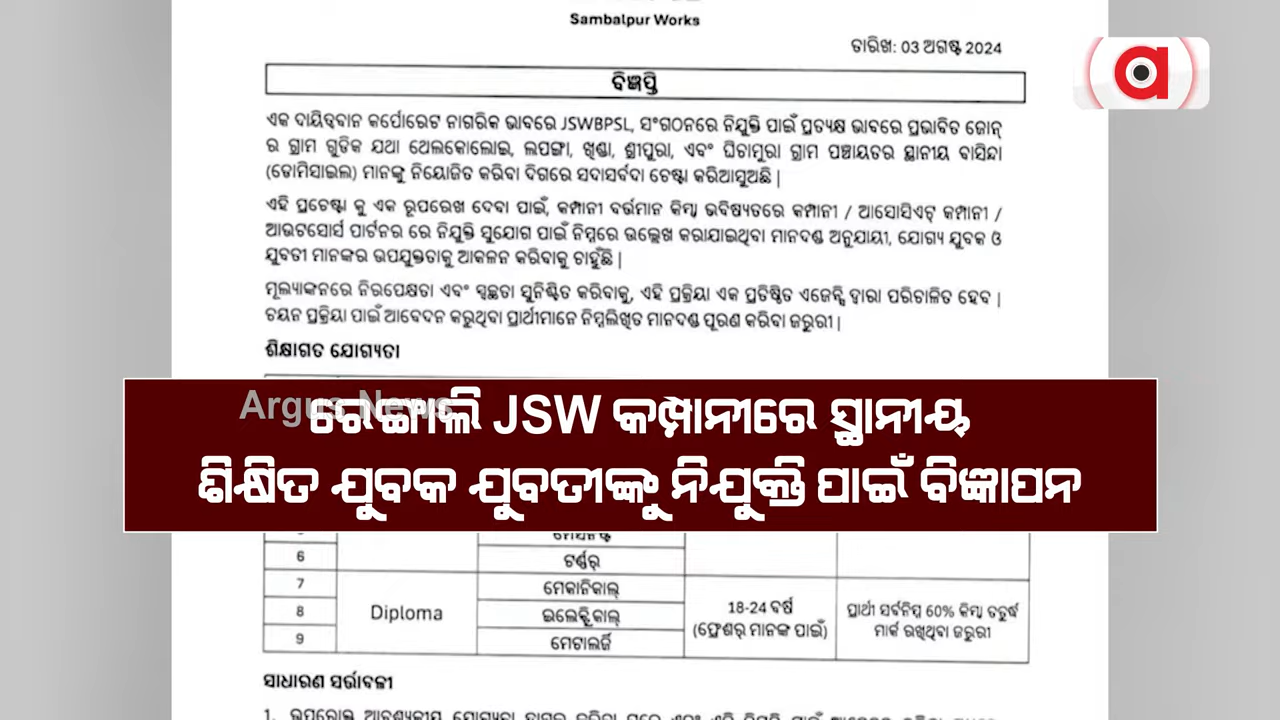 Sambalpur Works
ତାରିଖ: 03 ଅଗଷ୍ଟ 2024
ବିଜ୍ଞପ୍ତି
ଏକ ଦାୟିତ୍ୱବାନ କର୍ପୋରେଟ ନାଗରିକ ଭାବରେ JSWBPSL, ସଂଗଠନରେ ନିଯୁକ୍ତି ପାଇଁ ପ୍ରତ୍ୟକ୍ଷ ଭାବରେ ପ୍ରଭାବିତ ଜୋନ୍
ର ଗ୍ରାମ ଗୁଡିକ ଯଥା ଥେଲକୋଲୋଇ, ଲପଙ୍ଗା, ଖିଣ୍ଡା, ଶ୍ରୀପୁରା, ଏବଂ ଘିଚାମୁରା ଗ୍ରାମ ପଞ୍ଚାୟତର ସ୍ଥାନୀୟ ବାସିନ୍ଦା
(ଡୋମିସାଇଲ) ମାନଙ୍କୁ ନିୟୋଜିତ କରିବା ଦିଗରେ ସଦାସର୍ବଦା ଚେଷ୍ଟା କରିଆସୁଅଛି |
ଏହି ପ୍ରଚେଷ୍ଟା କୁ ଏକ ରୂପରେଖ ଦେବା ପାଇଁ, କମ୍ପାନୀ ବର୍ତ୍ତମାନ କିମ୍ବା ଭବିଷ୍ୟତରେ କମ୍ପାନୀ / ଆସୋସିଏଟ୍ କମ୍ପାନୀ /
ଆଉଟସୋର୍ସ ପାର୍ଟନର ରେ ନିଯୁକ୍ତି ସୁଯୋଗ ପାଇଁ ନିମ୍ନରେ ଉଲ୍ଲେଖ କରାଯାଇଥିବା ମାନଦଣ୍ଡ ଅନୁଯାୟୀ, ଯୋଗ୍ୟ ଯୁବକ ଓ
ଯୁବତୀ ମାନଙ୍କର ଉପଯୁକ୍ତତାକୁ ଆକଳନ କରିବାକୁ ଚାହୁଁଛି |
ମୂଲ୍ୟାଙ୍କନରେ ନିରପେକ୍ଷତା ଏବଂ ସ୍ୱଚ୍ଛତା ସୁନିଶ୍ଚିତ କରିବାକୁ, ଏହି ପ୍ରକ୍ରିୟା ଏକ ପ୍ରତିଷ୍ଠିତ ଏଜେନ୍ସି ଦ୍ୱାରା ପରିଚାଳିତ ହେବ |
ଚୟନ ପ୍ରକ୍ରିୟା ପାଇଁ ଆବେଦନ କରୁଥିବା ପ୍ରାର୍ଥୀମାନେ ନିମ୍ନଲିଖିତ ମାନଦଣ୍ଡ ପୂରଣ କରିବା ଜରୁରୀ |
ଶିକ୍ଷାଗତ ଯୋଗ୍ୟତା
Argus News
ରେଙ୍ଗାଲି JSW କମ୍ପାନୀରେ ସ୍ଥାନୀୟ
ଶିକ୍ଷିତ ଯୁବକ ଯୁବତୀଙ୍କୁ ନିଯୁକ୍ତି ପାଇଁ ବିଜ୍ଞାପନ
6 ଟର୍ଣ୍ଣର୍
7 ମେକାନିକାଲ୍
8 Diploma ଇଲେକ୍ଟ୍ରିକାଲ୍ 18-24 ବର୍ଷ ପ୍ରାର୍ଥୀ ସର୍ବନିମ୍ନ 60% କିମ୍ବା ତଦୁର୍ଦ୍ଧ
(ଫ୍ରେଶର୍ ମାନଙ୍କ ପାଇଁ) ମାର୍କ ରଖିଥିବା ଜରୁରୀ
9 ମେଟାଲର୍ଜି
ସାଧାରଣ ସର୍ତ୍ତାବଳୀ